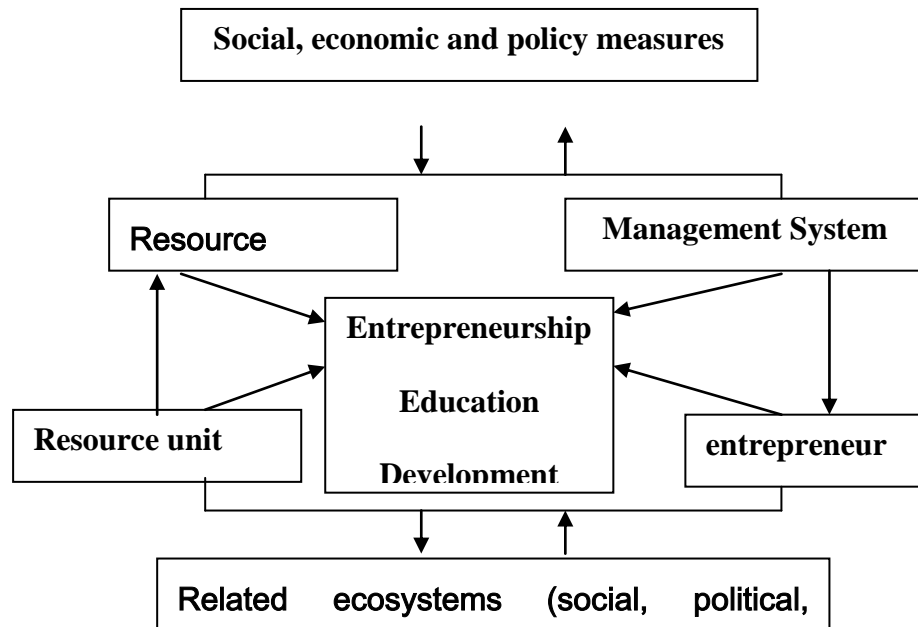 Social, economic and policy measures
Resource
Management System
Entrepreneurship
Education
Development
Resource unit
entrepreneur
Related ecosystems (social, political,